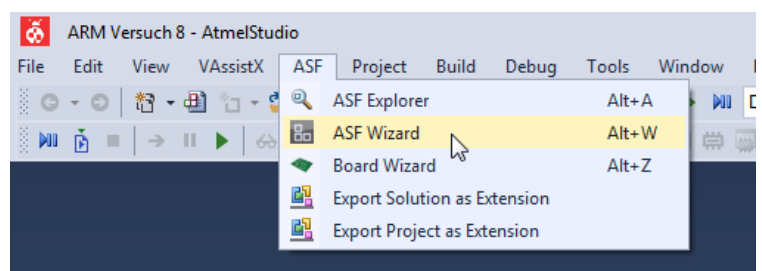 ARM Versuch 8 - AtmelStudio
File Edit View VAssistX ASF Project Build Debug Tools Window
ASF Explorer Alt+A
ASF Wizard Alt+W
Board Wizard Alt+Z
Export Solution as Extension
Export Project as Extension